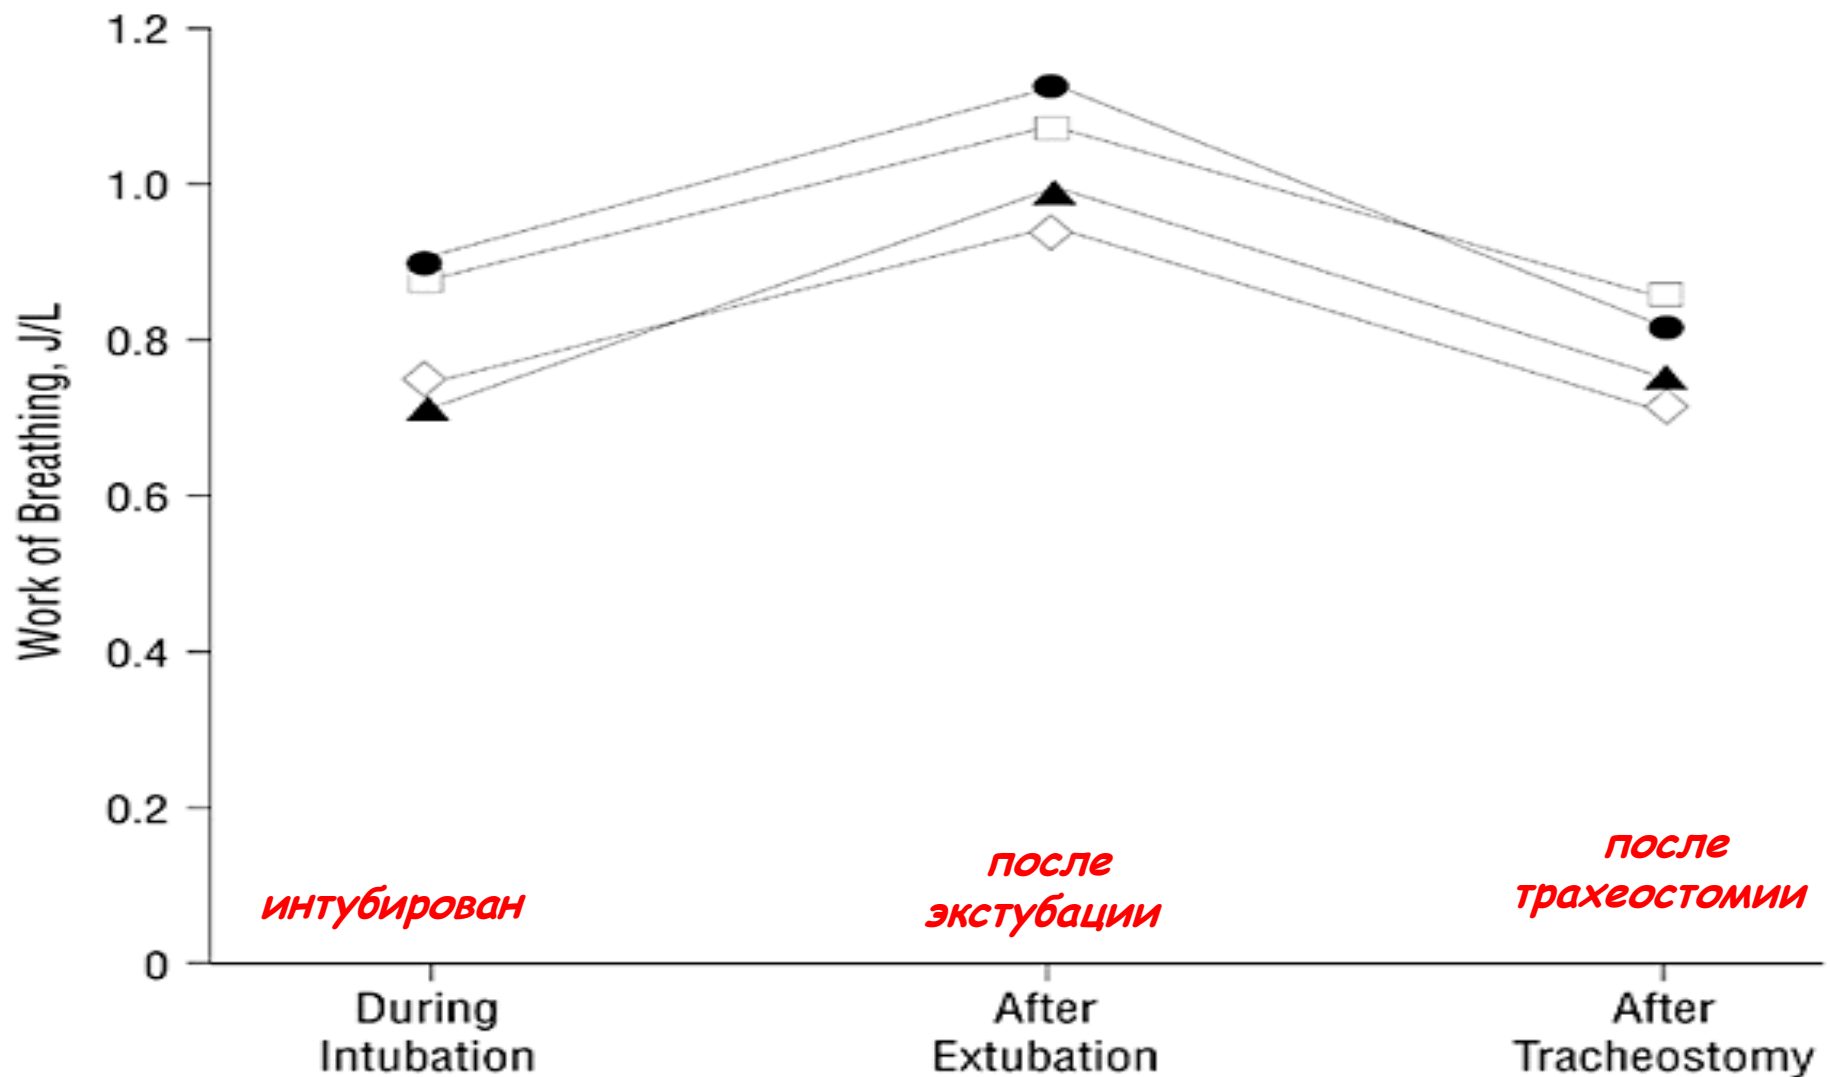 1.2
1.0
0.8
0.6
0.4
0.2
0
Work of Breathing, J/L
интубирован
после
экстубации
после
трахеостомии
During
Intubation
After
Extubation
After
Tracheostomy